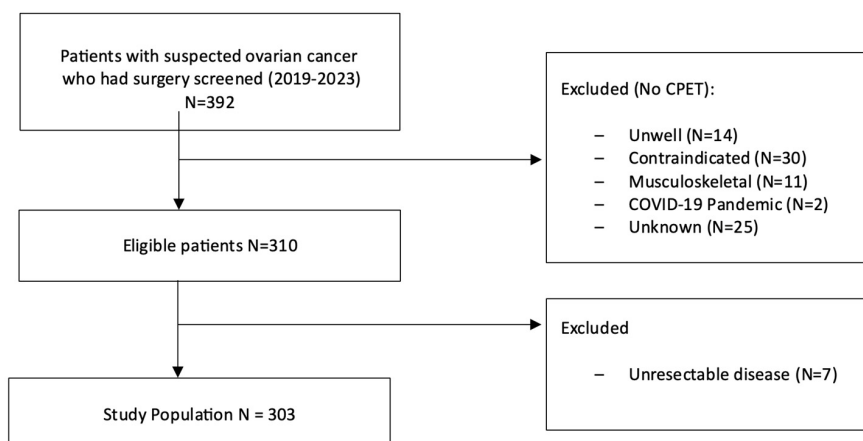 Patients with suspected ovarian cancer
who had surgery screened (2019-2023)
N=392
Excluded (No CPET):
– Unwell (N=14)
– Contraindicated (N=30)
– Musculoskeletal (N=11)
– COVID-19 Pandemic (N=2)
– Unknown (N=25)
Eligible patients N=310
Excluded
– Unresectable disease (N=7)
Study Population N = 303